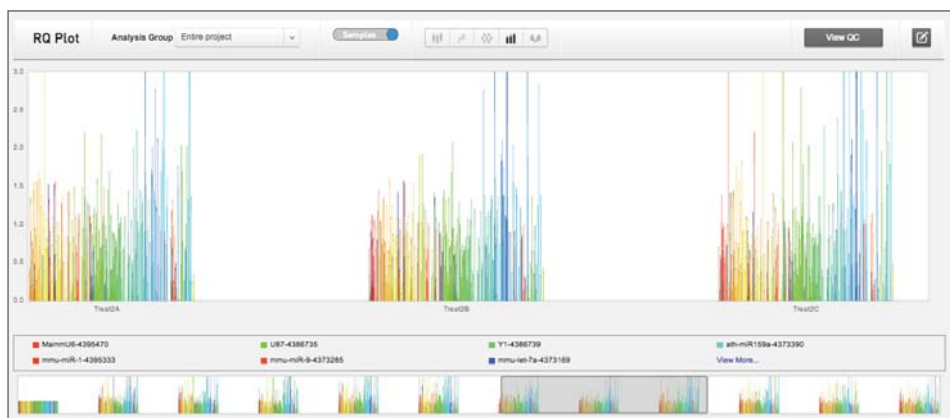 RQ Plot Analysis Group Entire project Samples View QC
3.0
2.5
2.0
1.5
1.0
0.5
0.0
Treat2A Treat2B Treat2C
MammU6-4395470 U87-4386735 Y1-4386739 ath-miR159a-4373390
mmu-miR-1-4395333 mmu-miR-9-4373285 mmu-let-7a-4373169 View More...